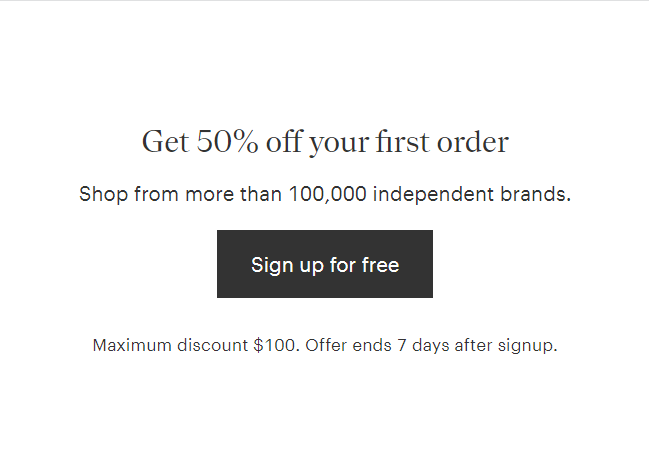 Get 50% off your first order
Shop from more than 100,000 independent brands.
Sign up for free
Maximum discount $100. Offer ends 7 days after signup.